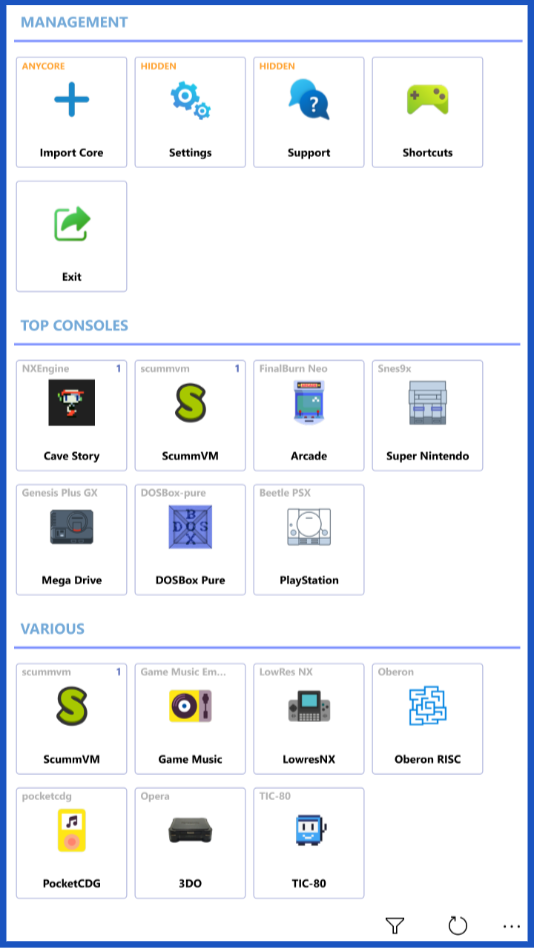 MANAGEMENT
ANYCORE
Import Core
HIDDEN
Settings
HIDDEN
?
Support
Shortcuts
Exit
TOP CONSOLES
NXEngine 1
Cave Story
scummvm 1
S
ScummVM
FinalBurn Neo
Arcade
Snes9x
Super Nintendo
Genesis Plus GX
Mega Drive
DOSBox-pure
B
DOS
X
DOSBox Pure
Beetle PSX
PlayStation
VARIOUS
scummvm 1
S
ScummVM
Game Music Em...
Game Music
LowRes NX
LowresNX
Oberon
Oberon RISC
pocketcdg
PocketCDG
Opera
3DO
TIC-80
TIC-80